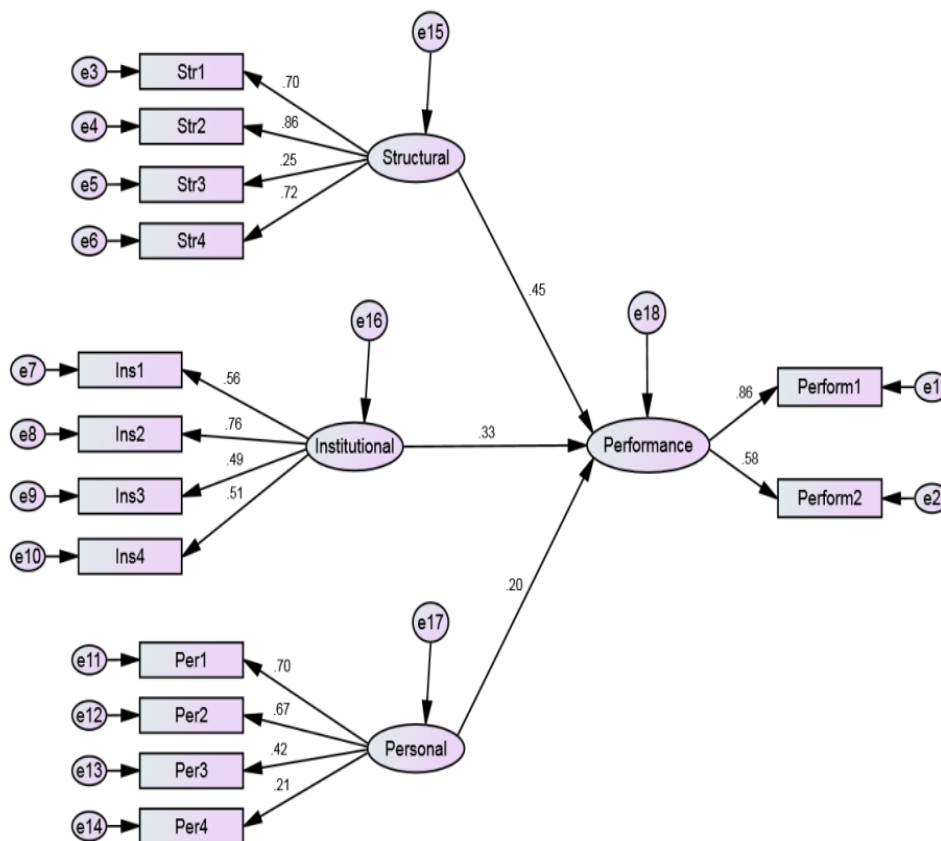 e15
e3
Str1
.70
e4
Str2
.86
Structural
e5
Str3
.25
e6
Str4
.72
.45
e16
e18
e7
Ins1
.56
Perform1
e1
.86
e8
Ins2
.76
Institutional
.33
Performance
e9
Ins3
.49
.58
Perform2
e2
e10
Ins4
.51
.20
e17
e11
Per1
.70
e12
Per2
.67
Personal
e13
Per3
.42
e14
Per4
.21